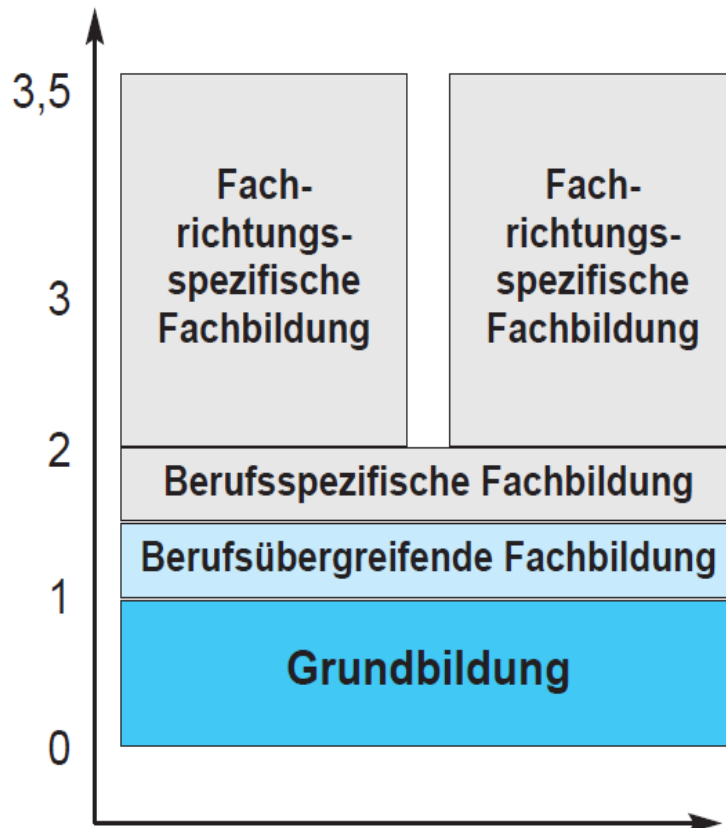 3,5
Fach-
richtungs-
spezifische
Fachbildung
Fach-
richtungs-
spezifische
Fachbildung
3
2
Berufsspezifische Fachbildung
Berufsübergreifende Fachbildung
1
Grundbildung
0